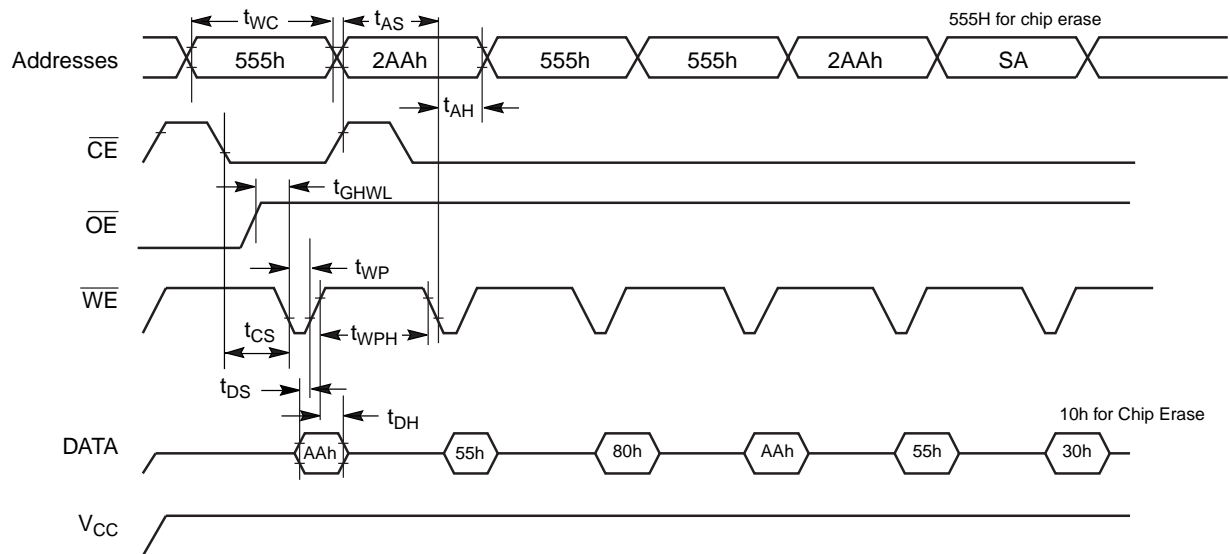 tWC
tAS
555H for chip erase
Addresses
555h
2AAh
555h
555h
2AAh
SA
tAH
CE
tGHWL
OE
tWP
WE
tCS
tWPH
tDS
tDH
10h for Chip Erase
DATA
AAh
55h
80h
AAh
55h
30h
VCC